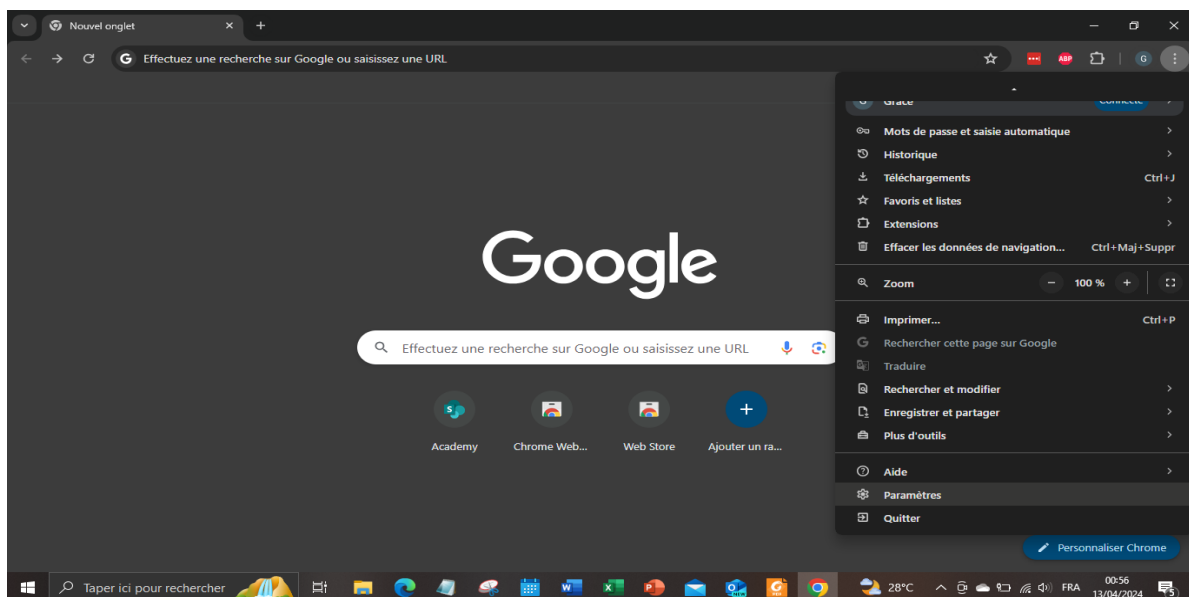 Nouvel onglet
G Effectuez une recherche sur Google ou saisissez une URL
ABP
G
Grace Connecté
Mots de passe et saisie automatique
Historique
Téléchargements Ctrl+J
Favoris et listes
Extensions
Effacer les données de navigation... Ctrl+Maj+Suppr
Zoom - 100 % +
Imprimer... Ctrl+P
G Rechercher cette page sur Google
Traduire
Rechercher et modifier
Enregistrer et partager
Plus d'outils
Aide
Paramètres
Quitter
Google
Effectuez une recherche sur Google ou saisissez une URL
Academy Chrome Web... Web Store Ajouter un ra...
Personnaliser Chrome
Taper ici pour rechercher
28°C FRA 00:56
13/04/2024